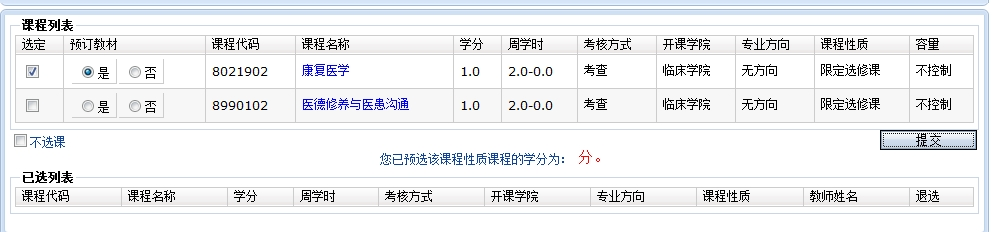 课程列表
选定 预订教材 课程代码 课程名称 学分 周学时 考核方式 开课学院 专业方向 课程性质 容量
是 否 8021902 康复医学 1.0 2.0-0.0 考查 临床学院 无方向 限定选修课 不控制
是 否 8990102 医德修养与医患沟通 1.0 2.0-0.0 考查 临床学院 无方向 限定选修课 不控制
不选课 提交
您已预选该课程性质课程的学分为： 分。
已选列表
课程代码 课程名称 学分 周学时 考核方式 开课学院 专业方向 课程性质 教师姓名 退选